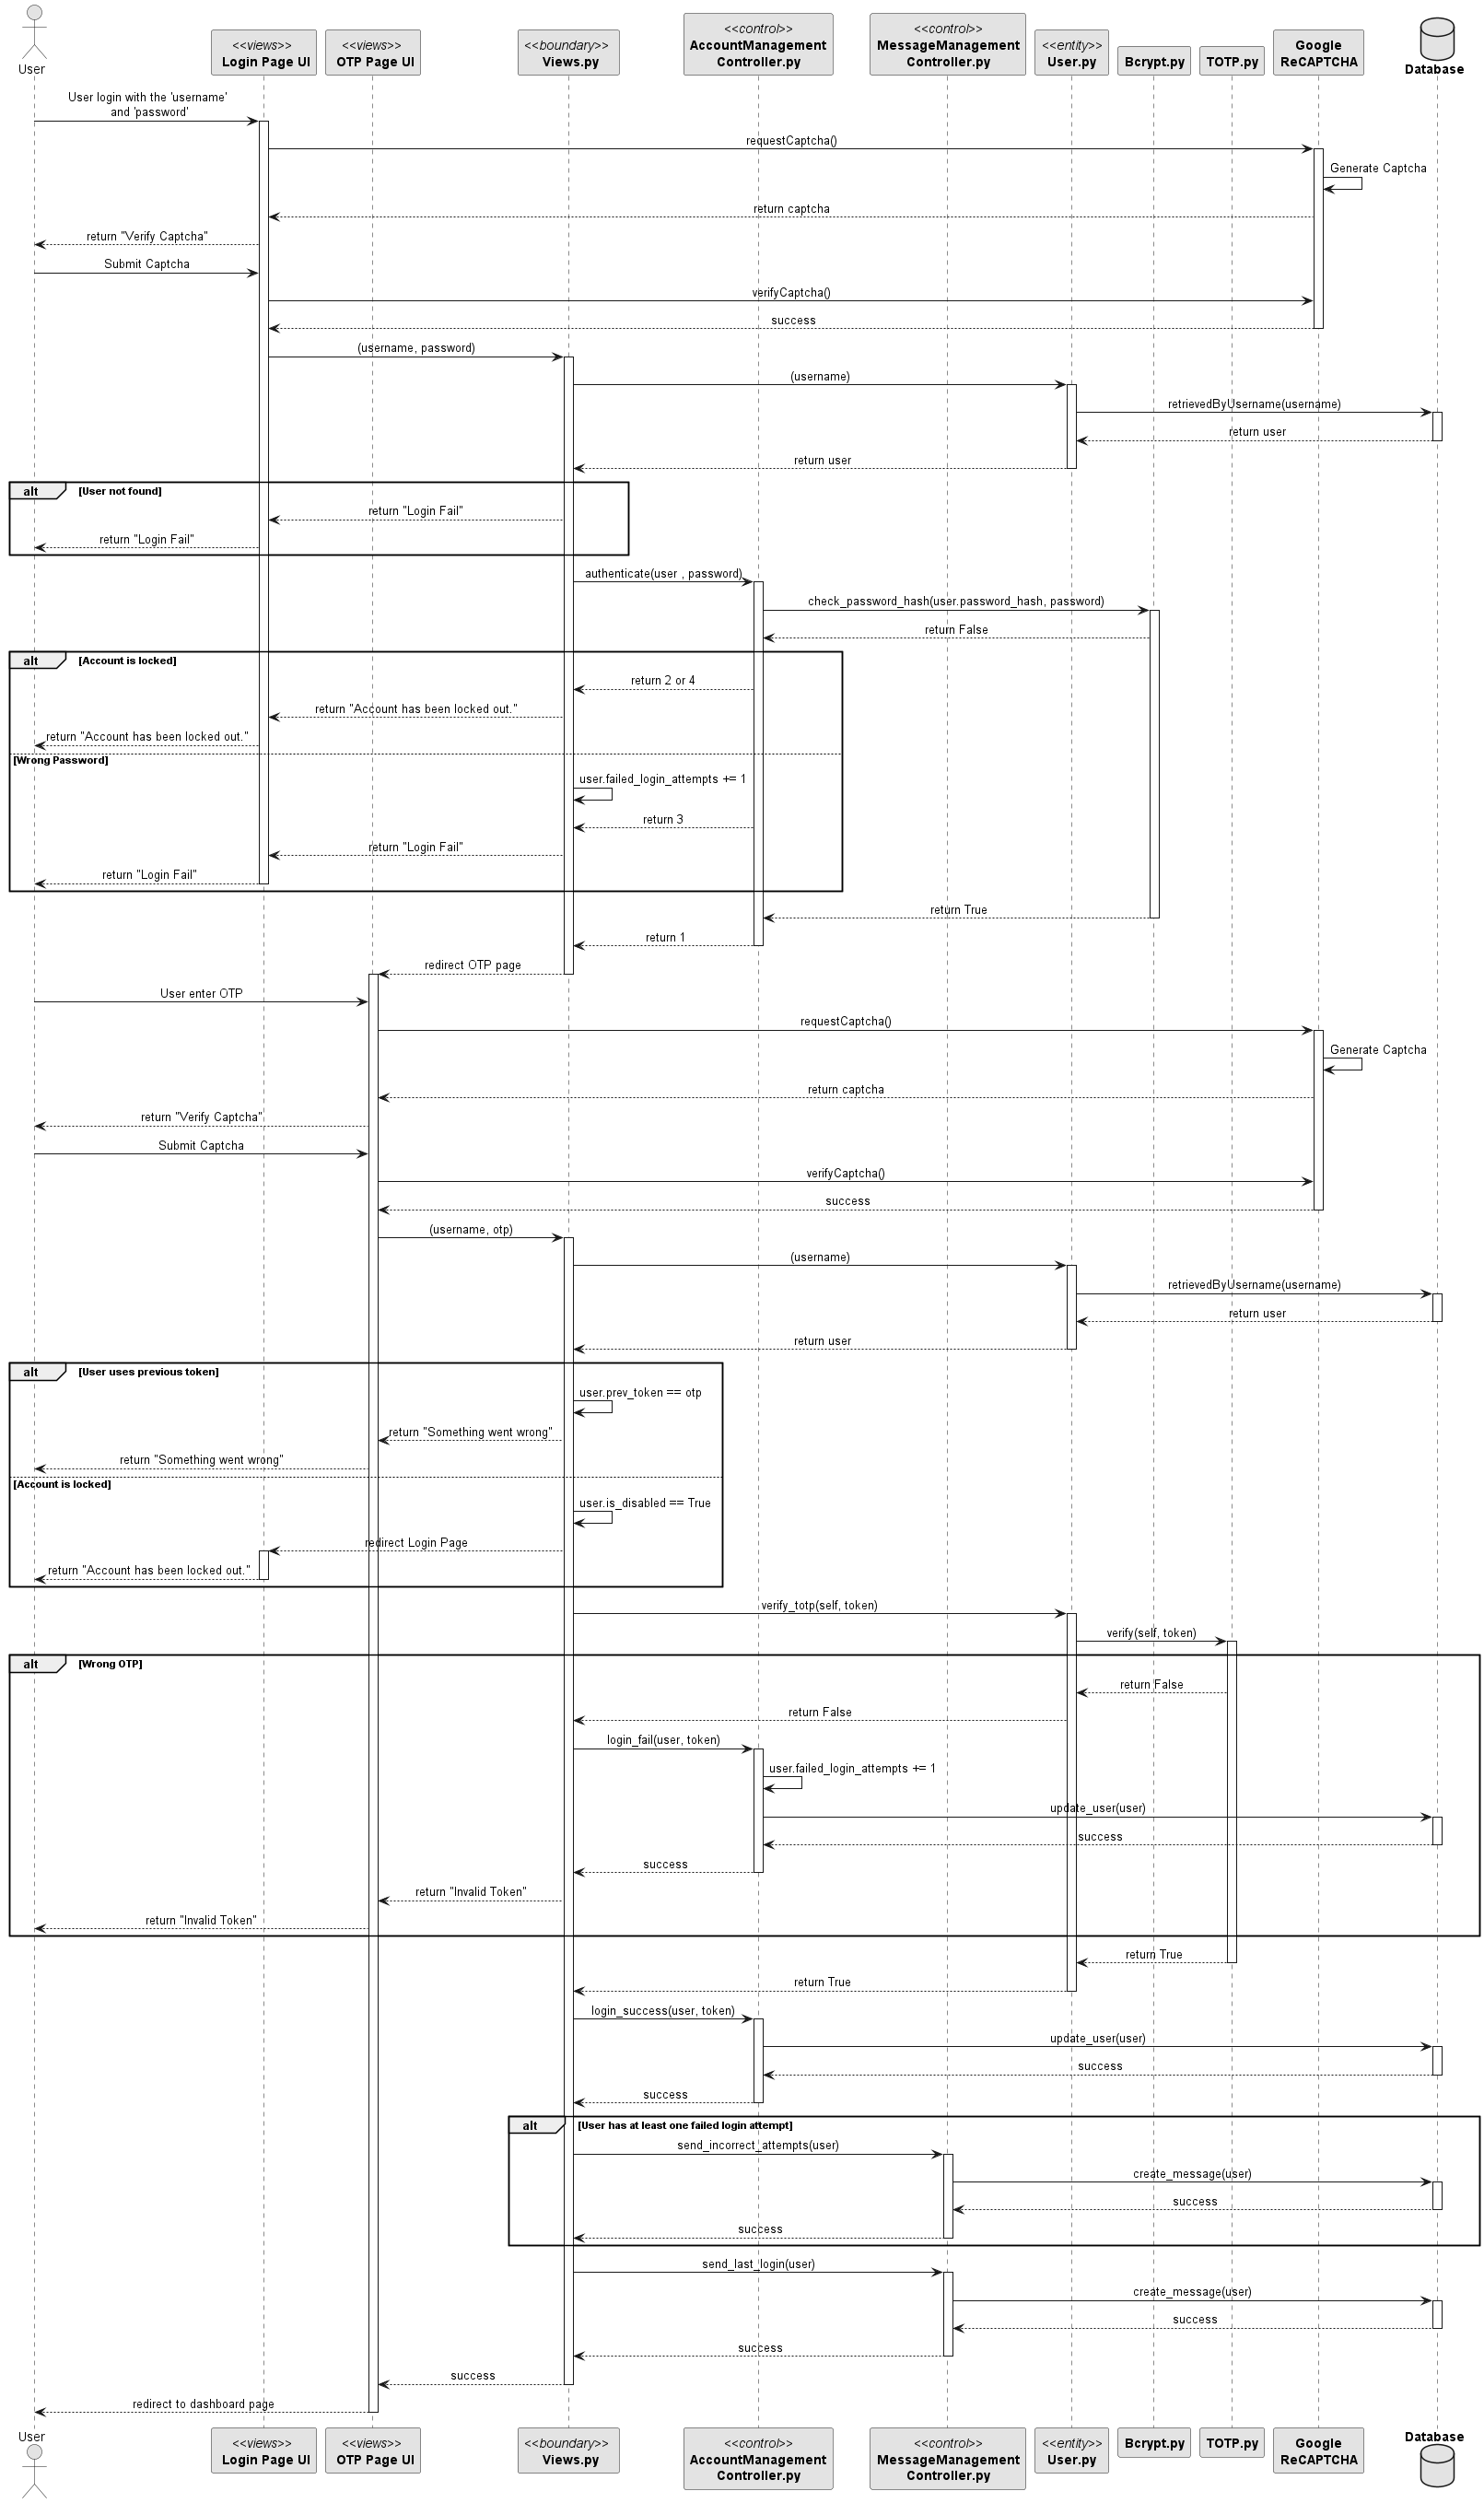 User
<<views>>
Login Page UI
<<views>>
OTP Page UI
<<boundary>>
Views.py
<<control>>
AccountManagement
Controller.py
<<control>>
MessageManagement
Controller.py
<<entity>>
User.py
Bcrypt.py
TOTP.py
Google
ReCAPTCHA
Database
User login with the 'username'
and 'password'
requestCaptcha()
Generate Captcha
return captcha
return "Verify Captcha"
Submit Captcha
verifyCaptcha()
success
(username, password)
(username)
retrievedByUsername(username)
return user
return user
alt [User not found]
return "Login Fail"
return "Login Fail"
authenticate(user , password)
check_password_hash(user.password_hash, password)
return False
alt [Account is locked]
return 2 or 4
return "Account has been locked out."
return "Account has been locked out."
[Wrong Password]
user.failed_login_attempts += 1
return 3
return "Login Fail"
return "Login Fail"
return True
return 1
redirect OTP page
User enter OTP
requestCaptcha()
Generate Captcha
return captcha
return "Verify Captcha"
Submit Captcha
verifyCaptcha()
success
(username, otp)
(username)
retrievedByUsername(username)
return user
return user
alt [User uses previous token]
user.prev_token == otp
return "Something went wrong"
return "Something went wrong"
[Account is locked]
user.is_disabled == True
redirect Login Page
return "Account has been locked out."
verify_totp(self, token)
verify(self, token)
alt [Wrong OTP]
return False
return False
login_fail(user, token)
user.failed_login_attempts += 1
update_user(user)
success
success
return "Invalid Token"
return "Invalid Token"
return True
return True
login_success(user, token)
update_user(user)
success
success
alt [User has at least one failed login attempt]
send_incorrect_attempts(user)
create_message(user)
success
success
send_last_login(user)
create_message(user)
success
success
success
redirect to dashboard page
User
<<views>>
Login Page UI
<<views>>
OTP Page UI
<<boundary>>
Views.py
<<control>>
AccountManagement
Controller.py
<<control>>
MessageManagement
Controller.py
<<entity>>
User.py
Bcrypt.py
TOTP.py
Google
ReCAPTCHA
Database